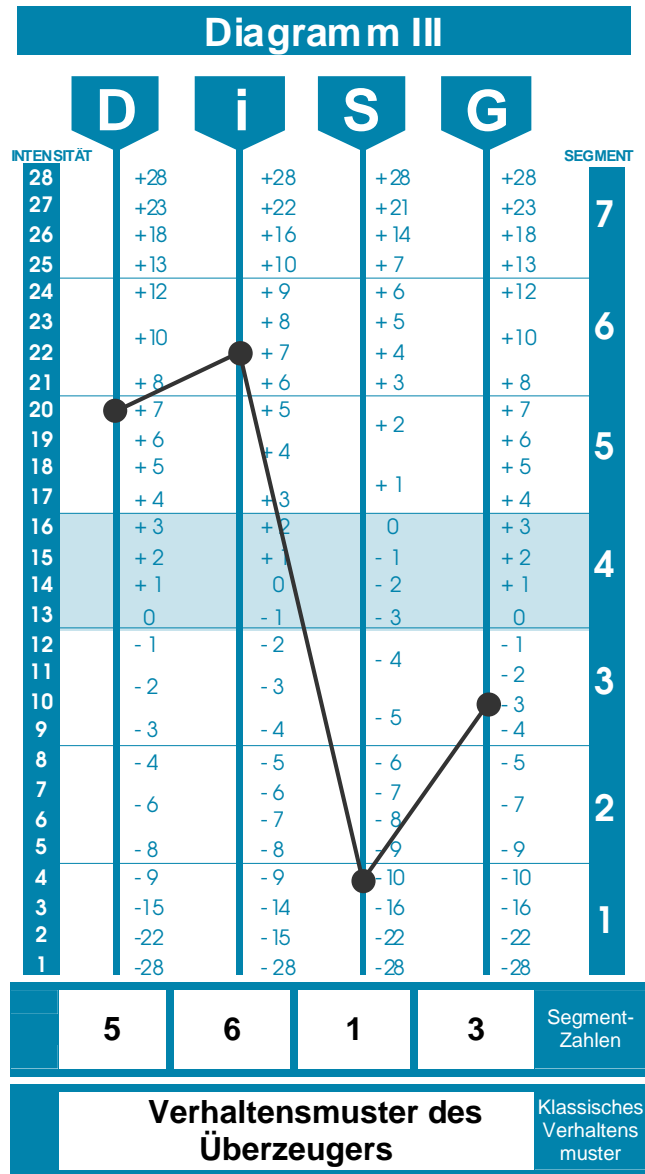 Diagramm III
D i S G
INTENSITÄT SEGMENT
28 +28 +28 +28 +28
27 +23 +22 +21 +23 7
26 +18 +16 +14 +18
25 +13 +10 +7 +13
24 +12 +9 +6 +12
23 +8 +5 6
+10 +10
22 +7 +4
21 +8 +6 +3 +8
20 +7 +5 +7
+2
19 +6 +4 +6 5
18 +5 +5
+1
17 +4 +3 +4
16 +3 +2 0 +3
15 +2 +1 -1 +2 4
14 +1 0 -2 +1
13 0 -1 -3 0
12 -1 -2 -1
-4
11 -2 3
-2 -3
10 -3
-5
9 -3 -4 -4
8 -4 -5 -6 -5
7 -6 -7
-6 -7 2
6 -7 -8
5 -8 -8 -9 -9
4 -9 -9 -10 -10
3 -15 -14 -16 -16 1
2 -22 -15 -22 -22
1 -28 -28 -28 -28
5 6 1 3 Segment-
Zahlen
Verhaltensmuster des
Überzeugers
Klassisches
Verhaltens
muster